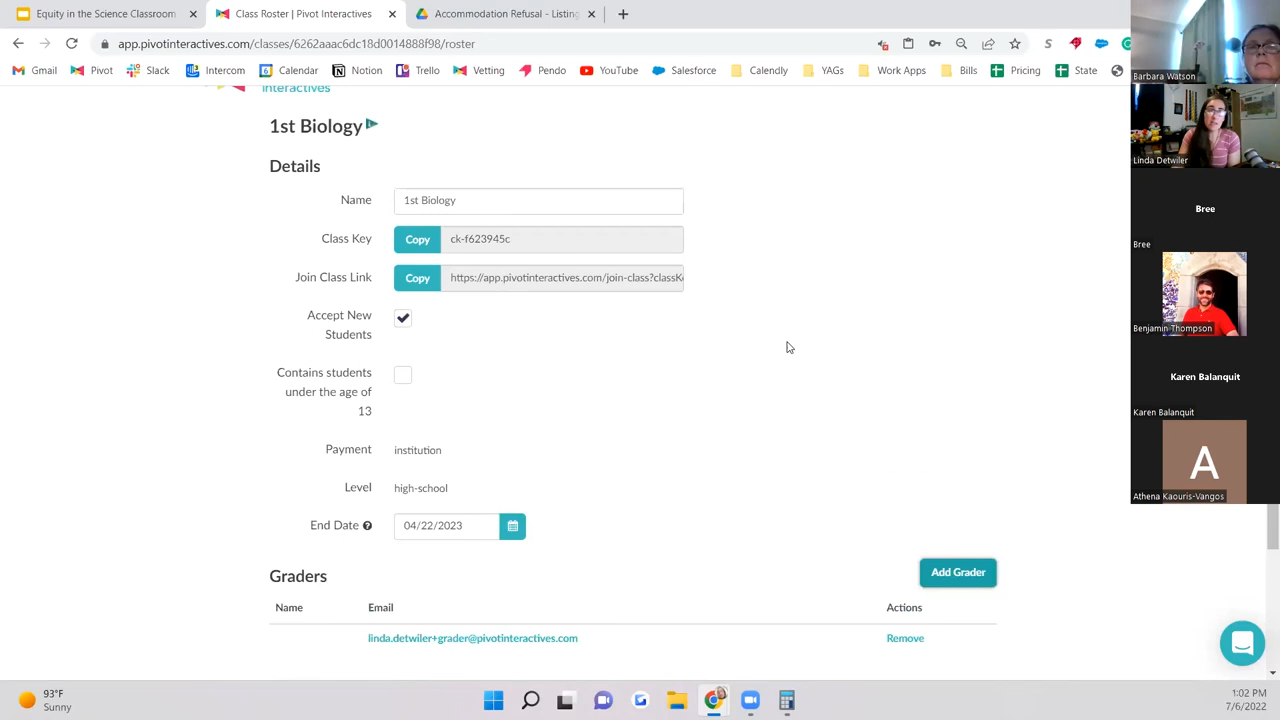 Equity in the Science Classroom
Class Roster | Pivot Interactives
Accommodation Refusal - Listing
app.pivotinteractives.com/classes/6262aaac6dc18d0014888808/roster
Gmail Pivot Slack Intercom Calendar Notion Trello Vetting Pendo YouTube Salesforce Calendly YAGs Work Apps Bills Pricing State
interactives
1st Biology
Details
Name 1st Biology
Class Key Copy ck-f623945c
Join Class Link Copy https://app.pivotinteractives.com/join-class?classK
Accept New
Students
Contains students
under the age of
13
Payment institution
Level high-school
End Date 04/22/2023
Graders Add Grader
Name Email Actions
linda.detwiler+grader@pivotinteractives.com Remove
Barbara Watson
Linda Detwiler
Bree
Bree
Benjamin Thompson
Karen Balanquit
Karen Balanquit
A
Athena Kaouris-Vangos
93°F
Sunny
1:02 PM
7/6/2022